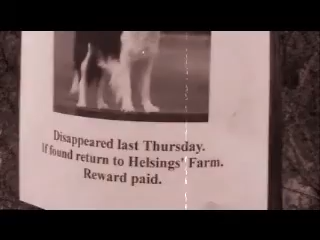 Disappeared last Thursday.
If found return to Helsings' Farm.
Reward paid.